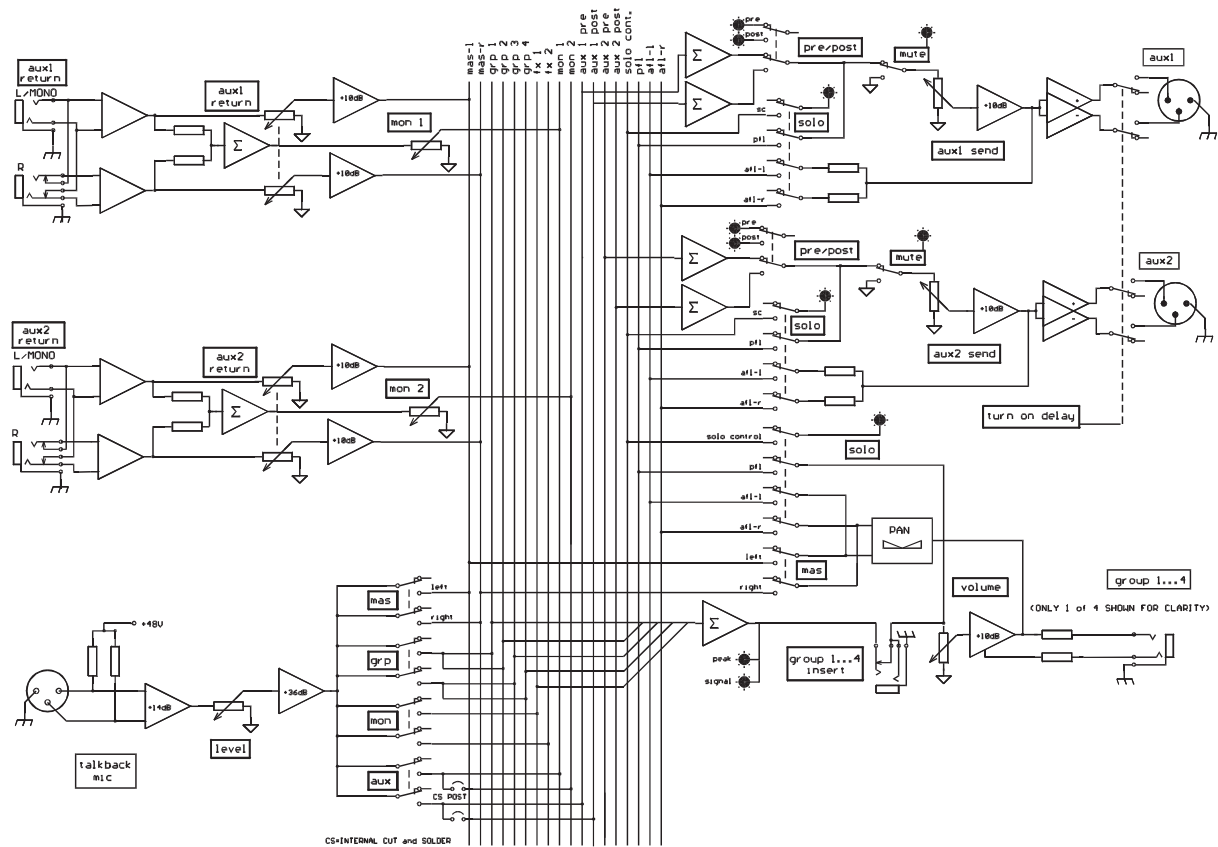 aux1
return
L/MONO
R
aux1
return
+10dB
mon 1
+10dB
Σ
mas-l
mas-r
grp 1
grp 2
grp 3
grp 4
fx 1
fx 2
mon 1
mon 2
aux 1 pre
aux 1 post
aux 2 pre
aux 2 post
solo cont.
pfl
afl-l
afl-r
Σ
Σ
pre
post
pre/post
mute
solo
sc
pfl
afl-l
afl-r
+10dB
aux1 send
+
-
aux1
aux2
return
L/MONO
R
aux2
return
+10dB
mon 2
+10dB
Σ
Σ
Σ
pre
post
pre/post
mute
solo
sc
pfl
afl-l
afl-r
+10dB
aux2 send
+
-
aux2
turn on delay
solo control
solo
pfl
afl-l
afl-r
PAN
left
mas
right
volume
group 1...4
(ONLY 1 of 4 SHOWN FOR CLARITY)
+10dB
Σ
peak
signal
group 1...4
insert
+48V
+14dB
level
+36dB
talkback
mic
mas
left
right
grp
mon
aux
CS POST
CS=INTERNAL CUT and SOLDER